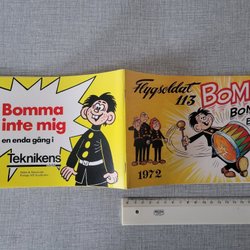 Bomma
inte mig
en enda gång i
Teknikens
Flygsoldat
113
BOM
BOM
B
1972